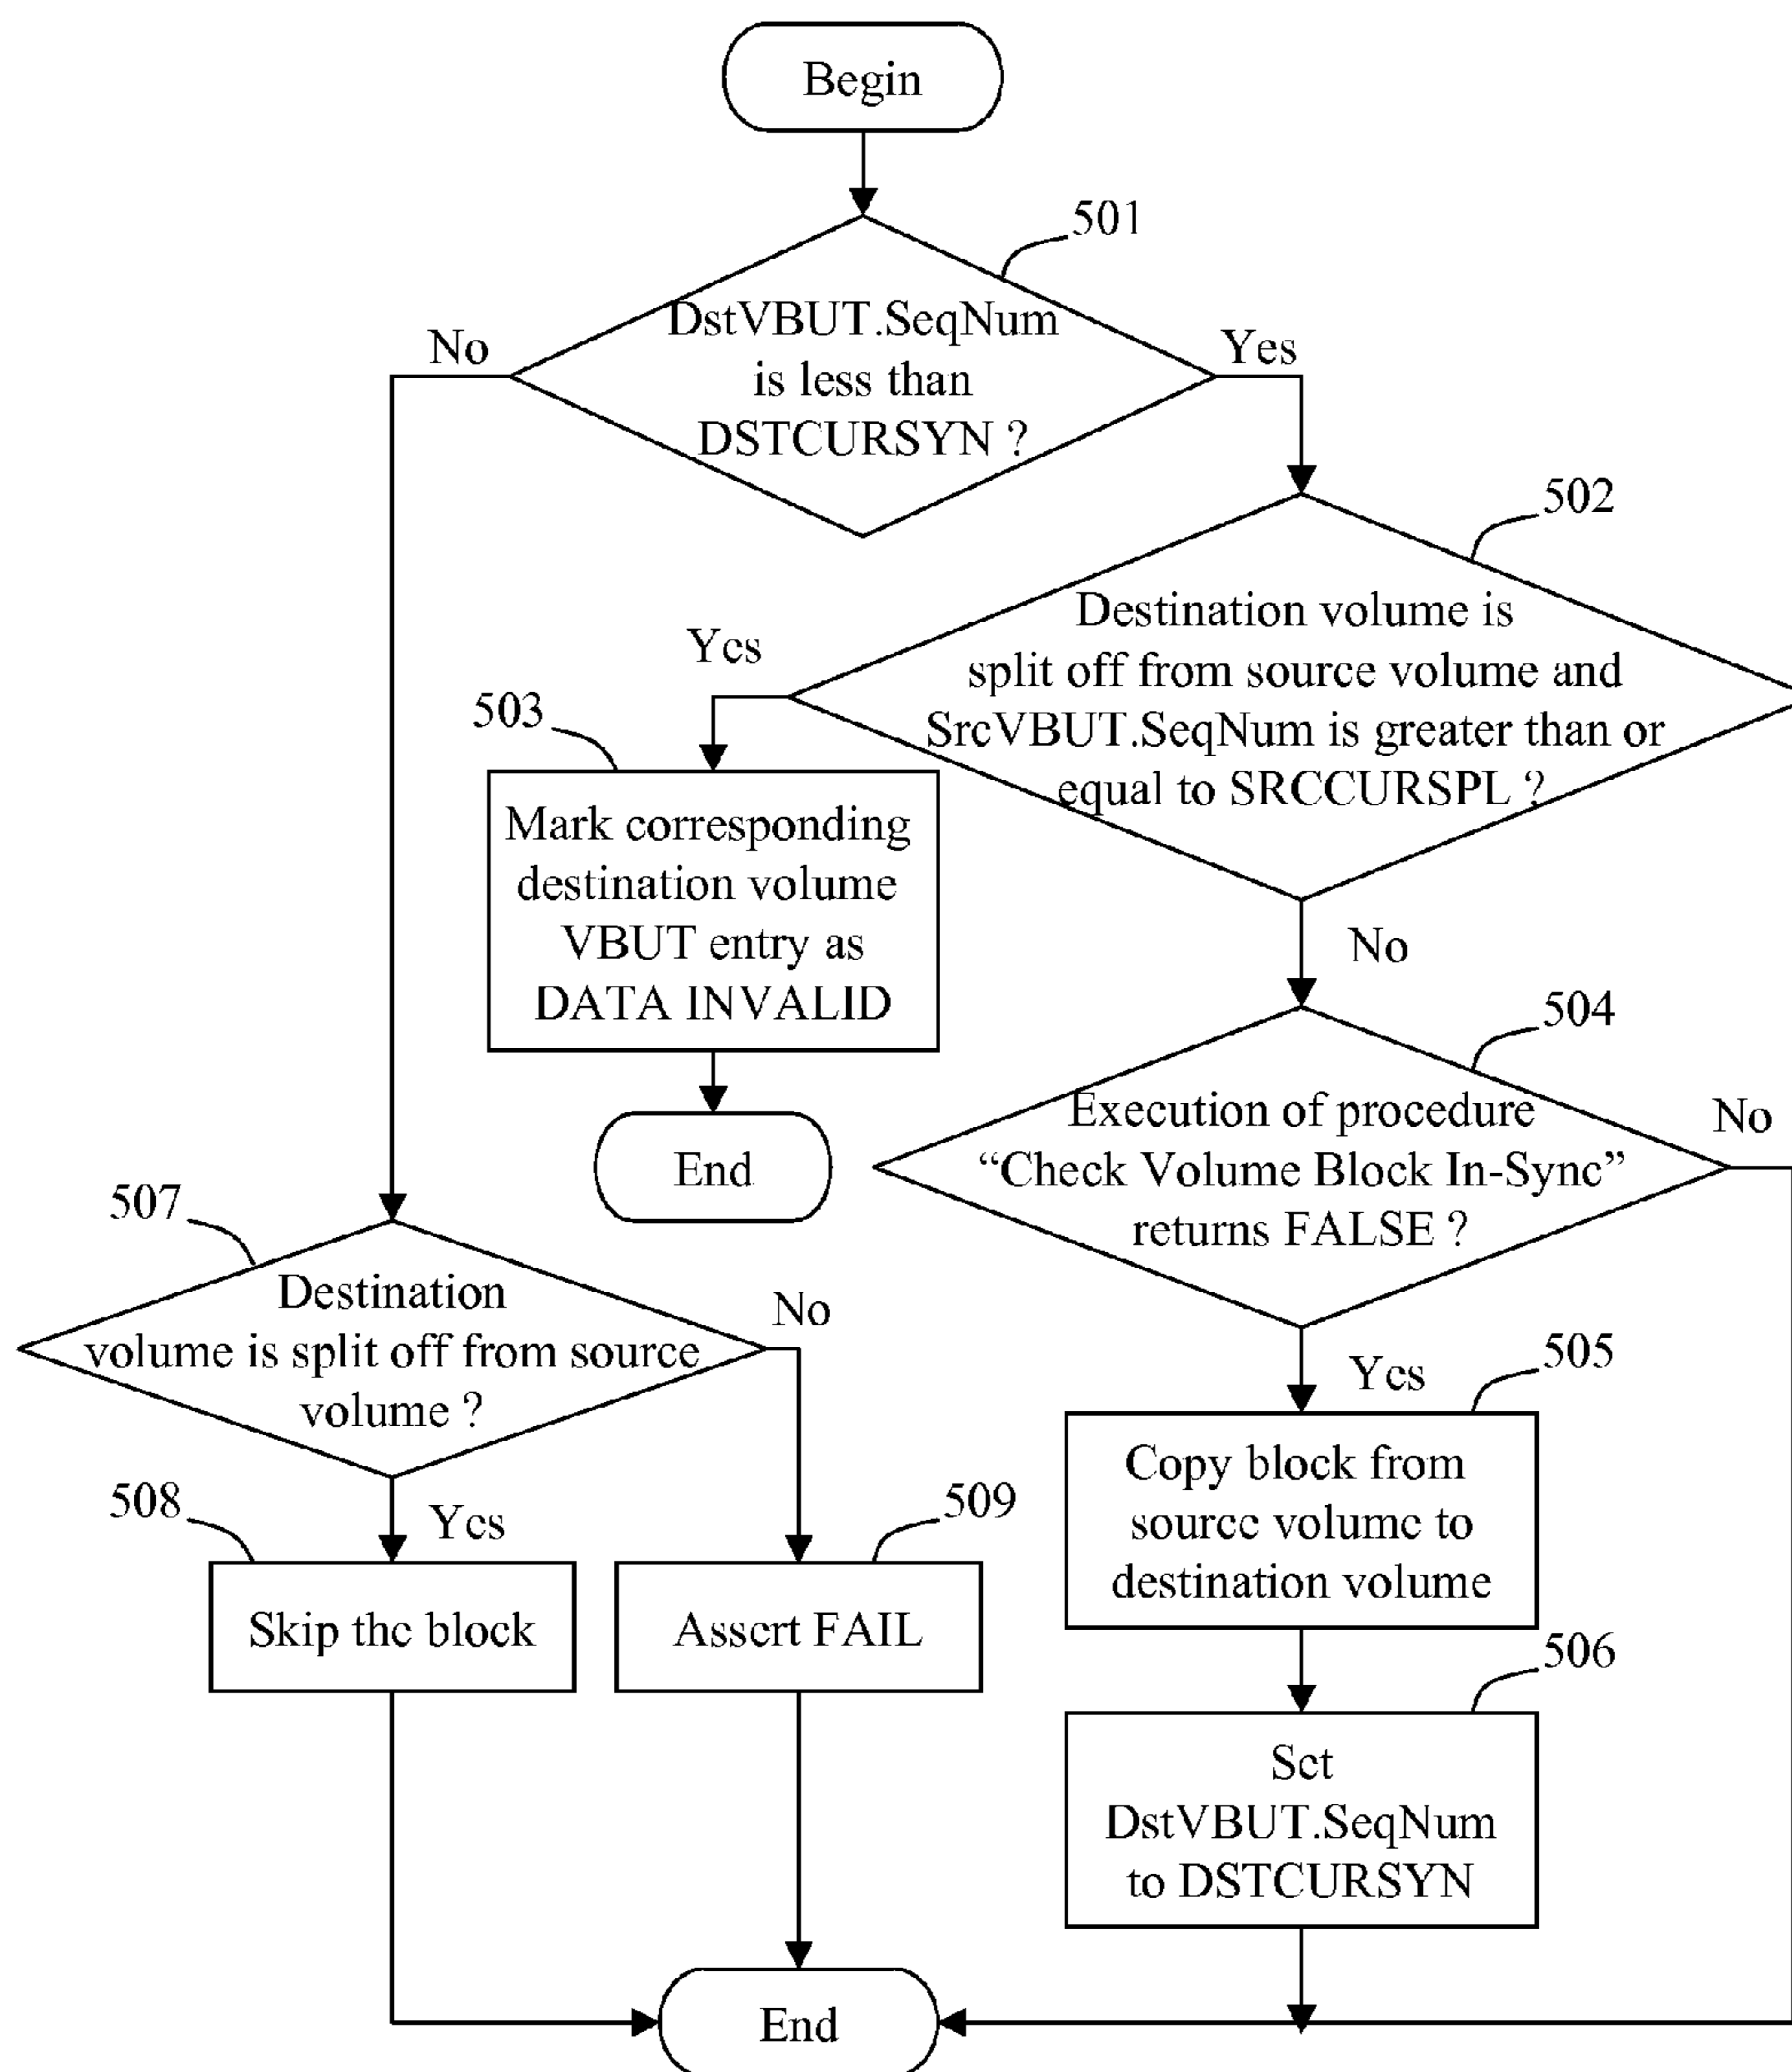 Begin
501
DstVBUT.SeqNum
is less than
DSTCURSYN ?
No
Yes
502
Destination volume is
split off from source volume and
SrcVBUT.SeqNum is greater than or
equal to SRCCURSPL ?
Yes
503
Mark corresponding
destination volume
VBUT entry as
DATA INVALID
No
504
End
Execution of procedure
“Check Volume Block In-Sync”
returns FALSE ?
No
507
Destination
volume is split off from source
volume ?
No
Yes
505
Copy block from
source volume to
destination volume
508
Yes
509
Skip the block
Assert FAIL
506
Set
DstVBUT.SeqNum
to DSTCURSYN
End